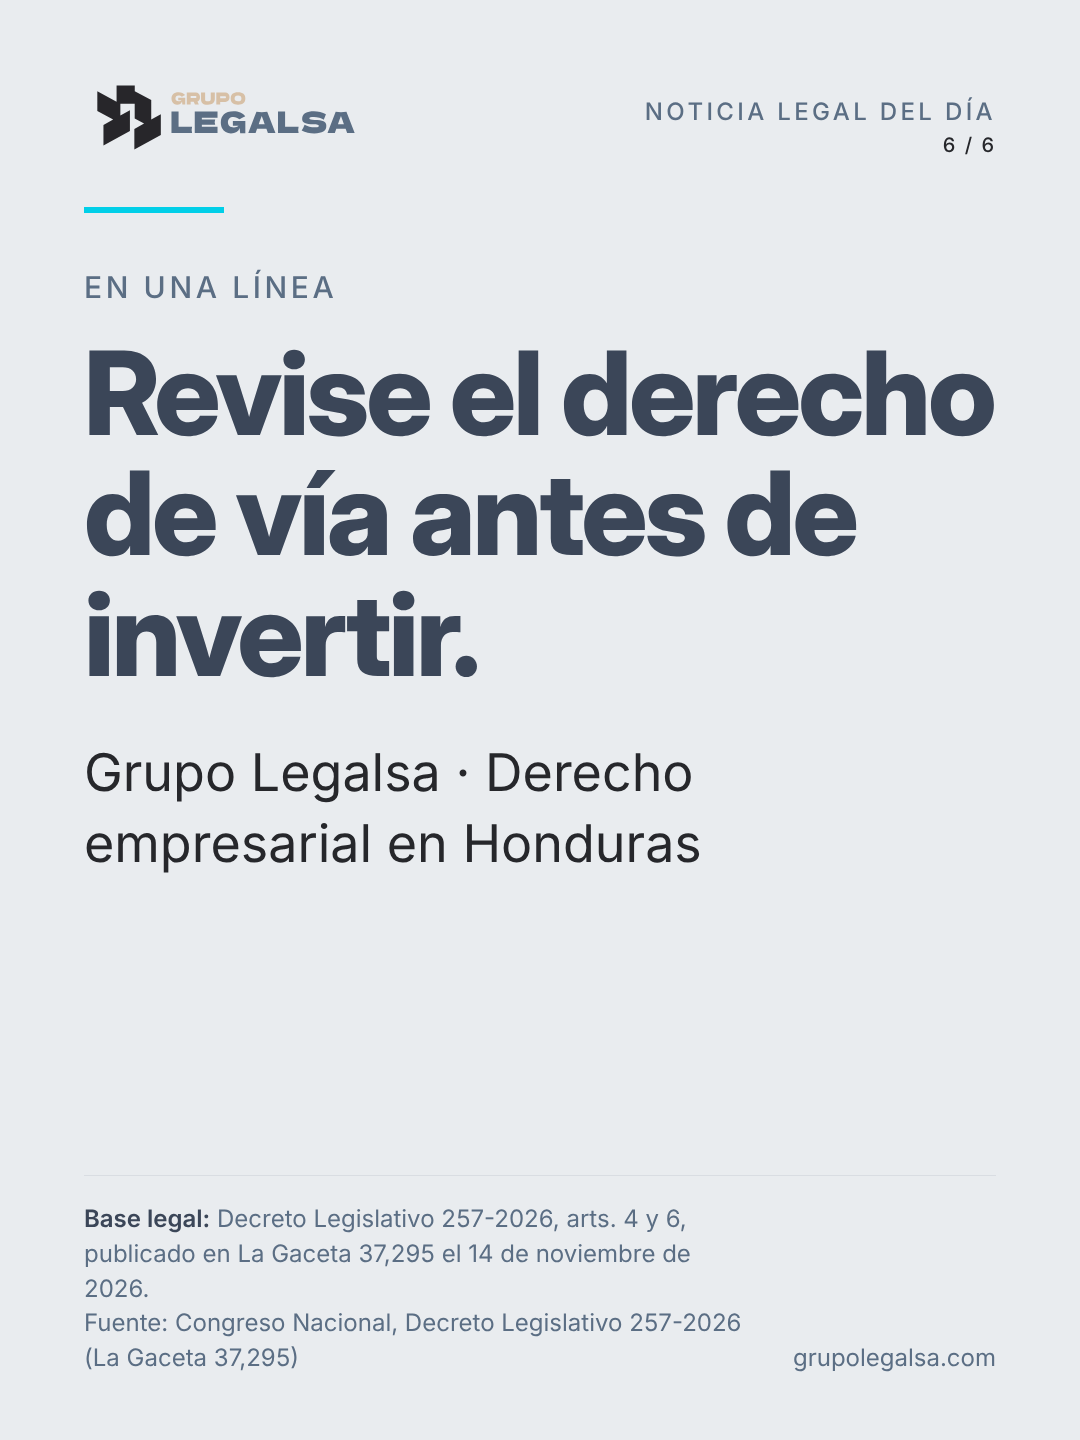 GRUPO
LEGALSA
NOTICIA LEGAL DEL DÍA
6 / 6
EN UNA LÍNEA
Revise el derecho
de vía antes de
invertir.
Grupo Legalsa · Derecho
empresarial en Honduras
Base legal: Decreto Legislativo 257-2026, arts. 4 y 6,
publicado en La Gaceta 37,295 el 14 de noviembre de
2026.
Fuente: Congreso Nacional, Decreto Legislativo 257-2026
(La Gaceta 37,295)
grupolegalsa.com